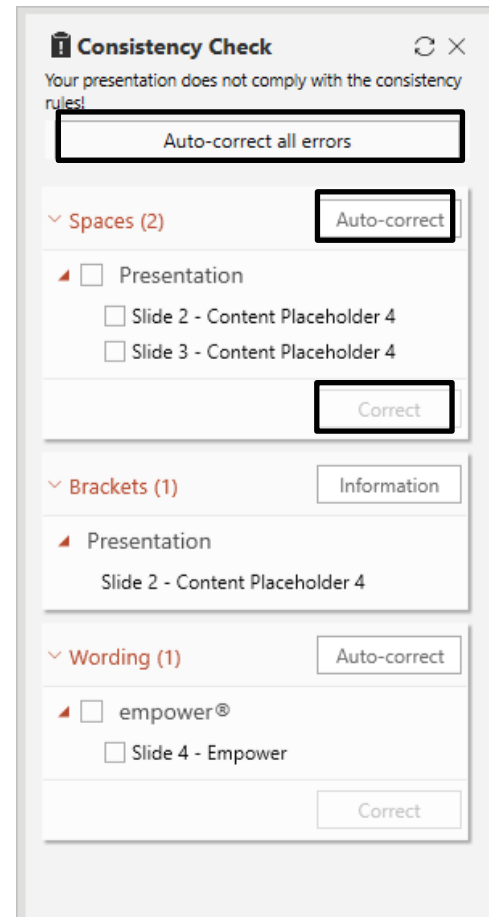 Consistency Check
Your presentation does not comply with the consistency
rules!
Auto-correct all errors
Spaces (2) Auto-correct
Presentation
Slide 2 - Content Placeholder 4
Slide 3 - Content Placeholder 4
Correct
Brackets (1) Information
Presentation
Slide 2 - Content Placeholder 4
Wording (1) Auto-correct
empower®
Slide 4 - Empower
Correct